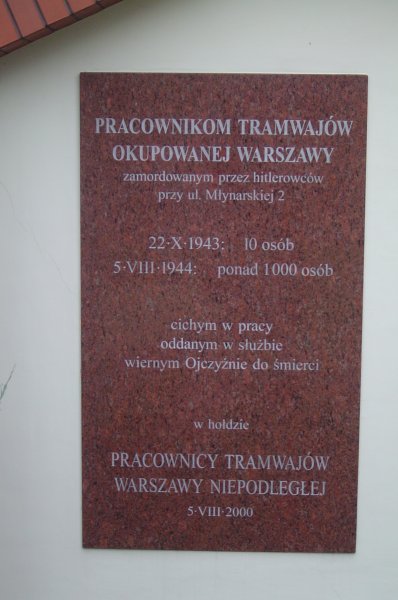 PRACOWNIKOM TRAMWAJÓW
OKUPOWANEJ WARSZAWY
zamordowanym przez hitlerowców
przy ul. Młynarskiej 2
22·X·1943: 10 osób
5·VIII·1944: ponad 1000 osób
cichym w pracy
oddanym w służbie
wiernym Ojczyźnie do śmierci
w hołdzie
PRACOWNICY TRAMWAJÓW
WARSZAWY NIEPODLEGŁEJ
5·VIII·2000